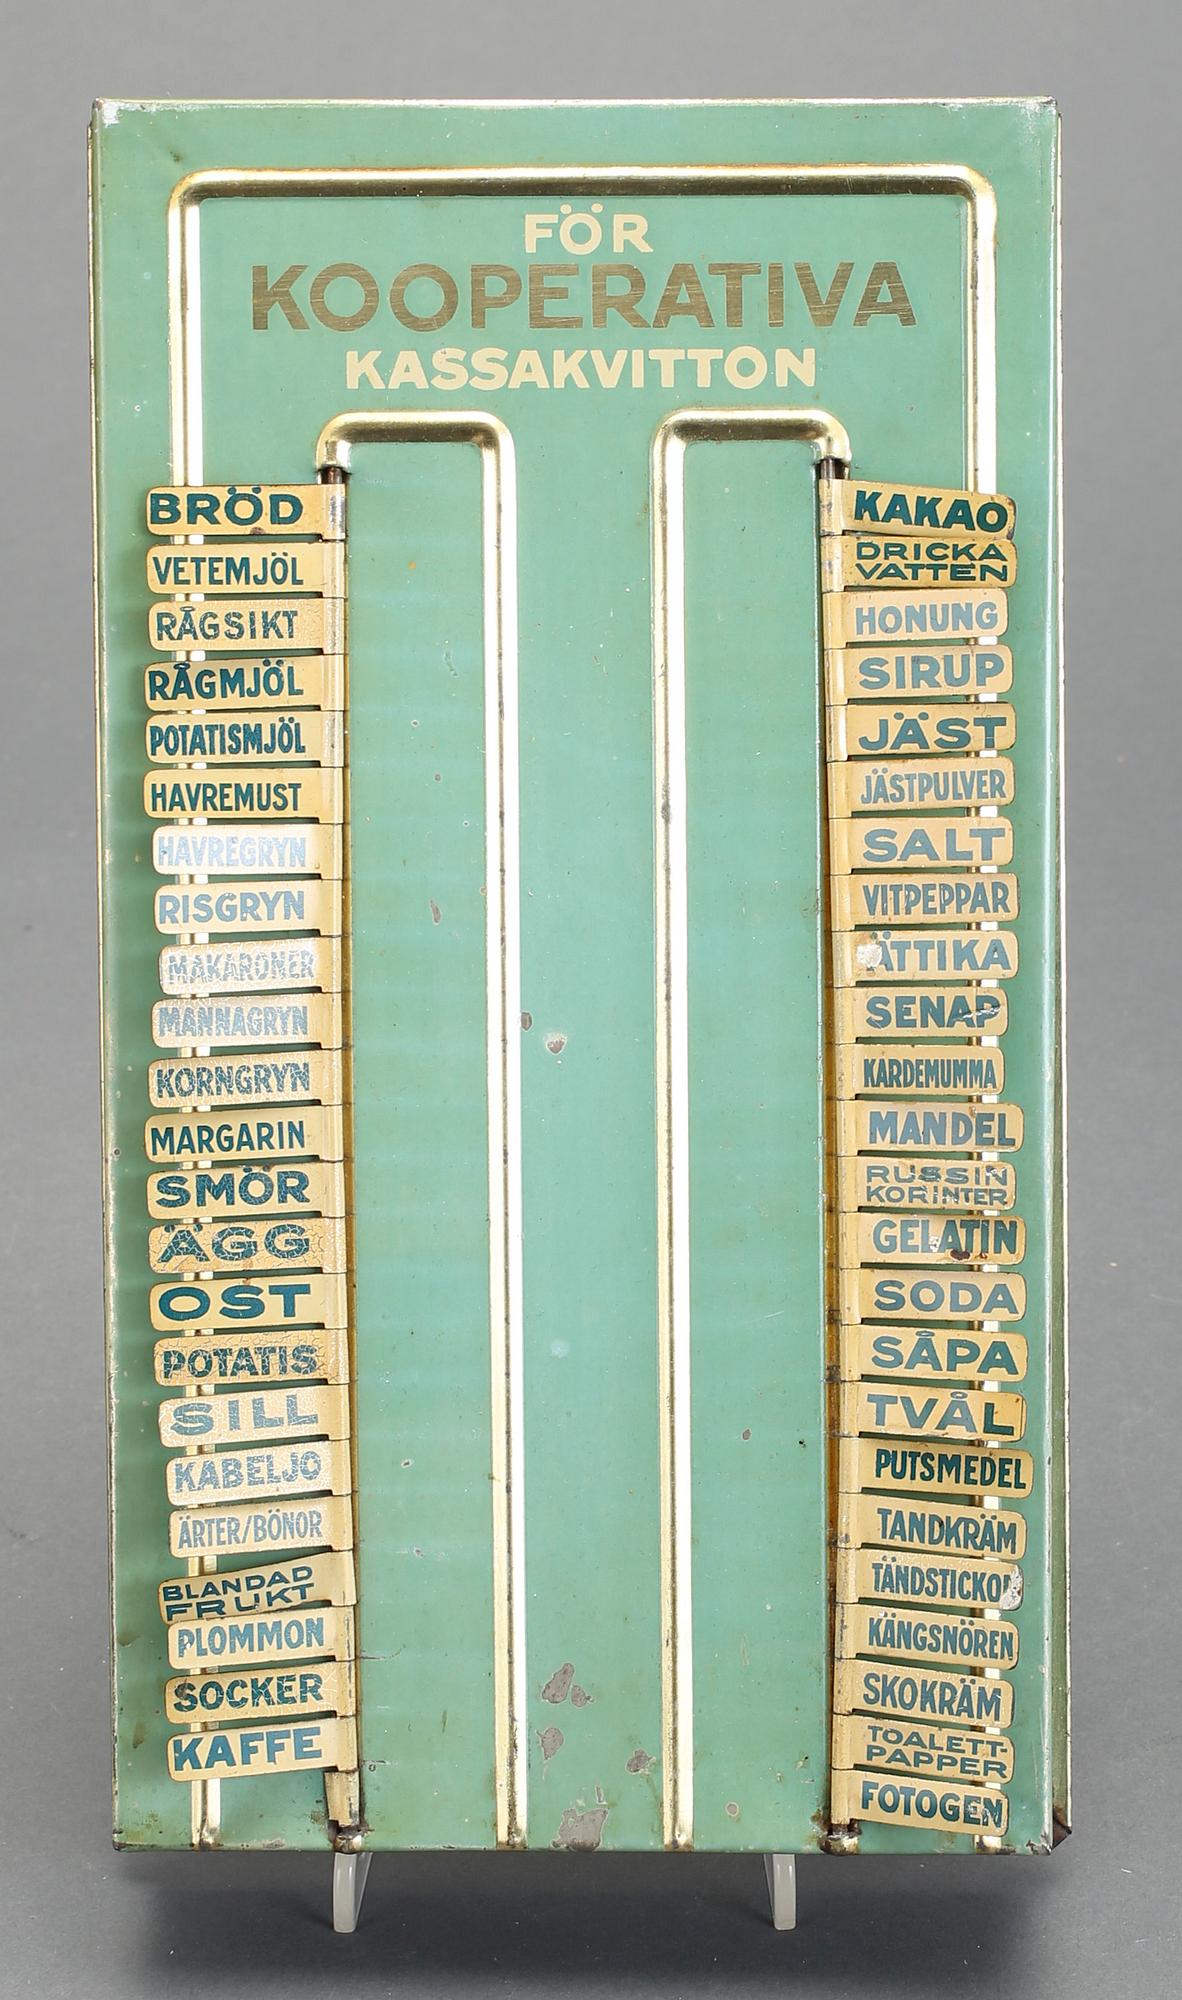 FÖR
KOOPERATIVA
KASSAKVITTON
BRÖD
VETEMJÖL
RÅGSIKT
RÅGMJÖL
POTATISMJÖL
HAVREMUST
HAVREGRYN
RISGRYN
MAKARONER
MANNAGRYN
KORNGRYN
MARGARIN
SMÖR
ÄGG
OST
POTATIS
SILL
KABELJO
ÄRTER/BÖNOR
BLANDAD
FRUKT
PLOMMON
SOCKER
KAFFE
KAKAO
DRICKA
VATTEN
HONUNG
SIRUP
JÄST
JÄSTPULVER
SALT
VITPEPPAR
ÄTTIKA
SENAP
KARDEMUMMA
MANDEL
RUSSIN
KORINTER
GELATIN
SODA
SÅPA
TVÅL
PUTSMEDEL
TANDKRÄM
TÄNDSTICKOR
KÄNGSNÖREN
SKOKRÄM
TOALETT-
PAPPER
FOTOGEN